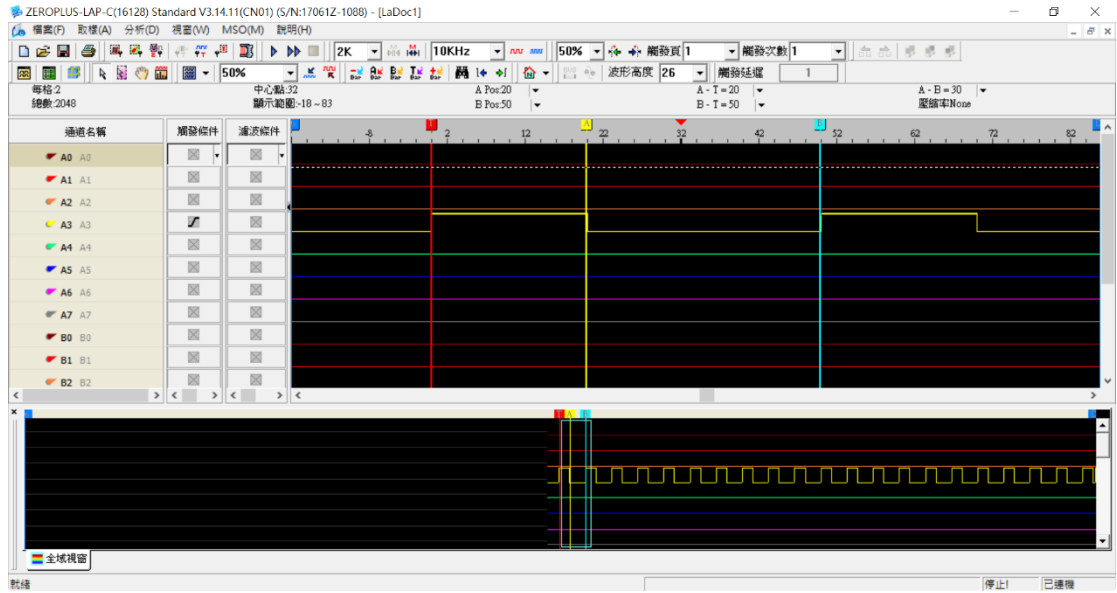 ZEROPLUS-LAP-C(16128) Standard V3.14.11(CN01) (S/N:17061Z-1088) - [LaDoc1]
檔案(F) 取樣(A) 分析(D) 視窗(W) MSO(M) 說明(H)
2K 10KHz 50% 觸發頁 1 觸發次數 1
50% Bar Bar Bar Bar Bar 波形高度 26 觸發延遲 1
每格:2 中心點:32 A Pos:20 A - T = 20 A - B = 30
總數:2048 顯示範圍:-18 ~ 83 B Pos:50 B - T = 50 壓縮率None
通道名稱 觸發條件 濾波條件 T A B
-8 2 12 22 32 42 52 62 72 82
A0 A0
A1 A1
A2 A2
A3 A3
A4 A4
A5 A5
A6 A6
A7 A7
B0 B0
B1 B1
B2 B2
T A B
全域視窗
就緒 停止! 已連機